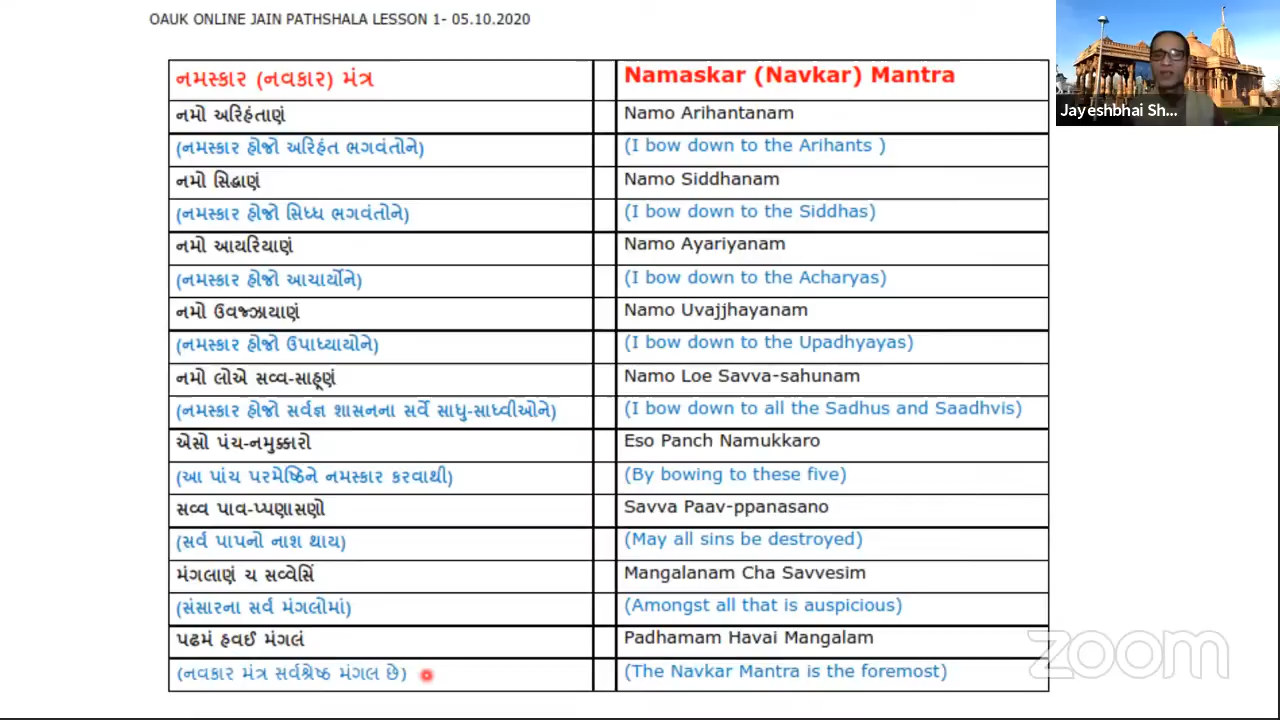 OAUK ONLINE JAIN PATHSHALA LESSON 1- 05.10.2020
Jayeshbhai Sh...
નમસ્કાર (નવકાર) મંત્ર Namaskar (Navkar) Mantra
નમો અરિહંતાણં Namo Arihantanam
(નમસ્કાર હોજો અરિહંત ભગવંતોને) (I bow down to the Arihants )
નમો સિદ્ધાણં Namo Siddhanam
(નમસ્કાર હોજો સિધ્ધ ભગવંતોને) (I bow down to the Siddhas)
નમો આયરિયાણં Namo Ayariyanam
(નમસ્કાર હોજો આચાર્યોને) (I bow down to the Acharyas)
નમો ઉવજ્ઝાયાણં Namo Uvajjhayanam
(નમસ્કાર હોજો ઉપાધ્યાયોને) (I bow down to the Upadhyayas)
નમો લોએ સવ્વ-સાહૂણં Namo Loe Savva-sahunam
(નમસ્કાર હોજો સર્વજ્ઞ શાસનના સર્વે સાધુ-સાધ્વીઓને) (I bow down to all the Sadhus and Saadhvis)
એસો પંચ-નમુક્કારો Eso Panch Namukkaro
(આ પાંચ પરમેષ્ઠિને નમસ્કાર કરવાથી) (By bowing to these five)
સવ્વ પાવ-પ્પણાસણો Savva Paav-ppanasano
(સર્વ પાપનો નાશ થાય) (May all sins be destroyed)
મંગલાણં ચ સવ્વેસિં Mangalanam Cha Savvesim
(સંસારના સર્વ મંગલોમાં) (Amongst all that is auspicious)
પઢમં હવઈ મંગલં Padhamam Havai Mangalam
(નવકાર મંત્ર સર્વશ્રેષ્ઠ મંગલ છે) (The Navkar Mantra is the foremost)
zoom